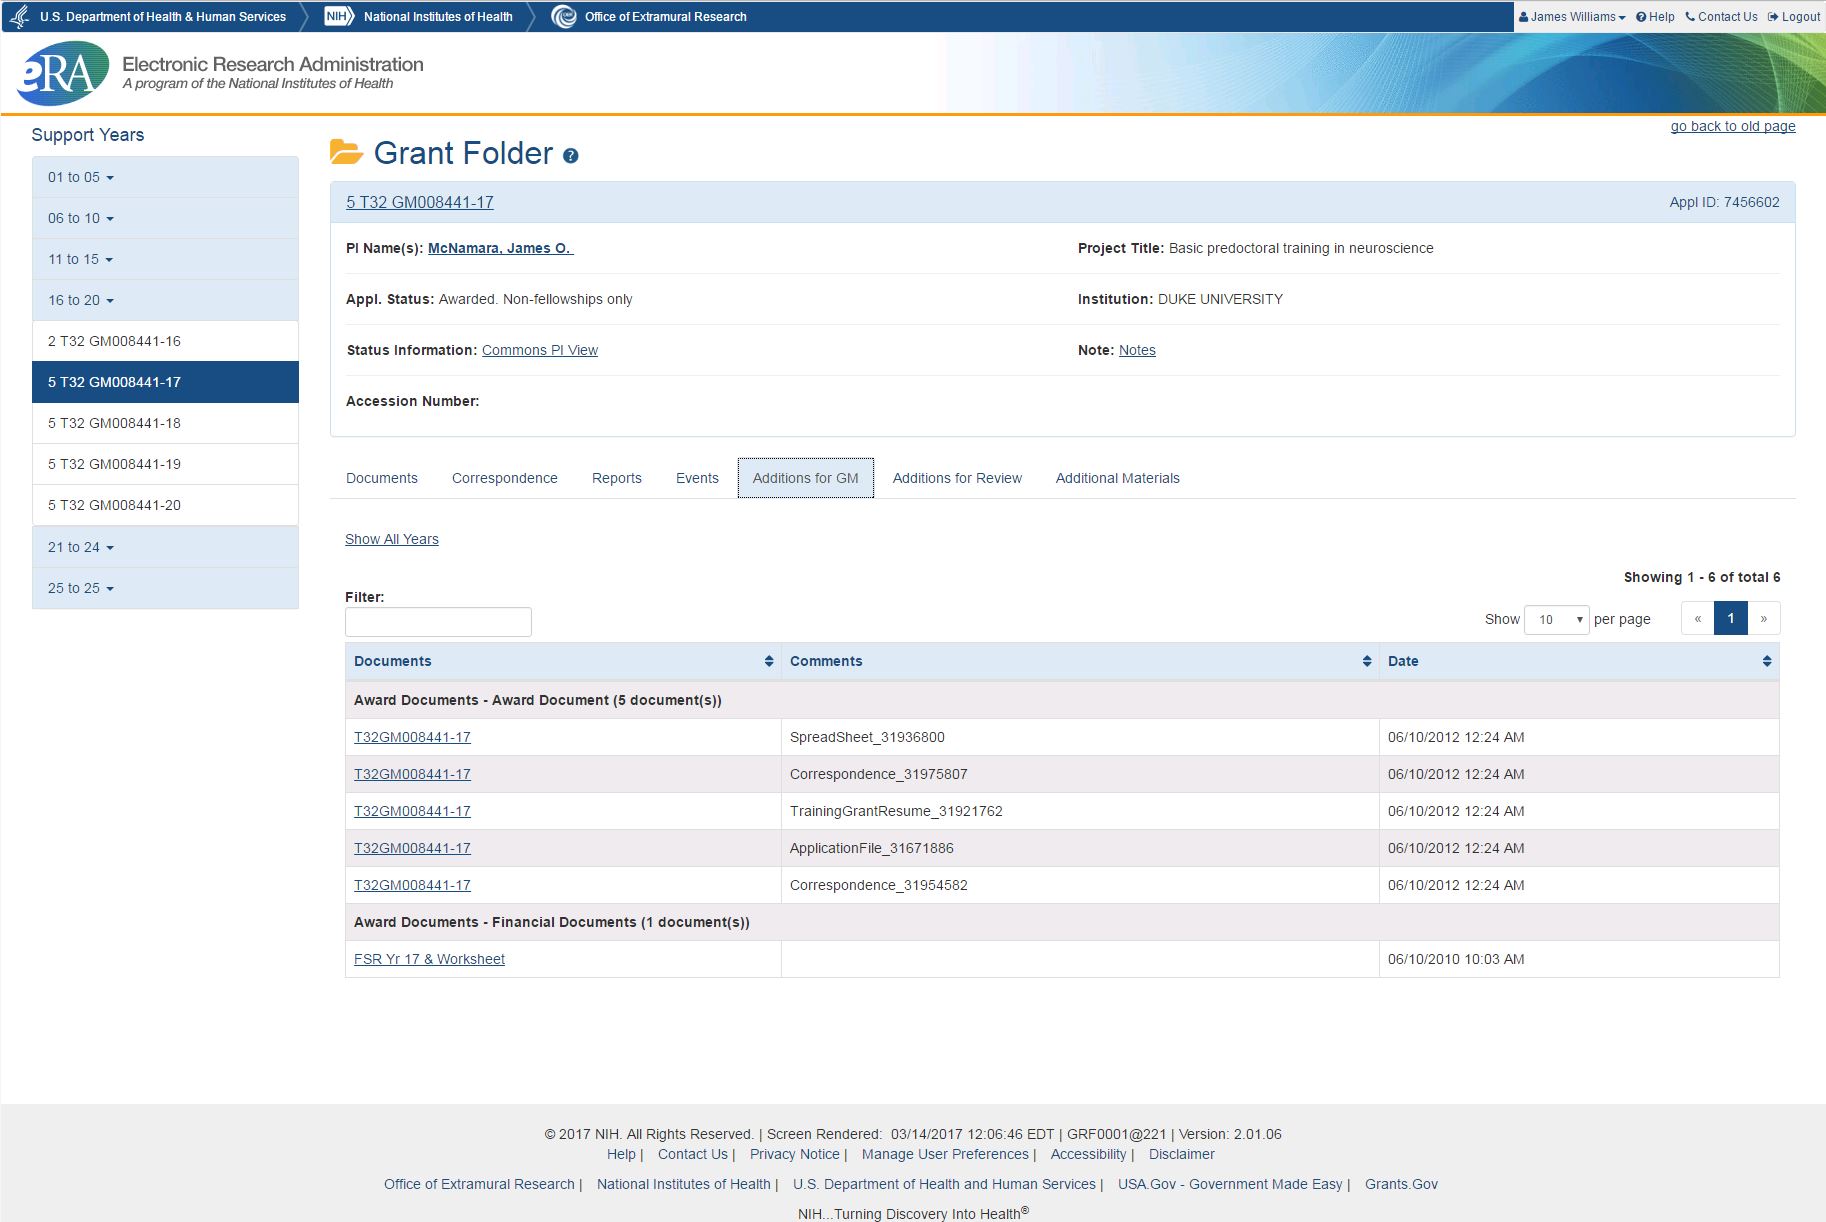 U.S. Department of Health & Human Services NIH National Institutes of Health Office of Extramural Research James Williams Help Contact Us Logout
eRA Electronic Research Administration
A program of the National Institutes of Health
go back to old page
Support Years
01 to 05
06 to 10
11 to 15
16 to 20
2 T32 GM008441-16
5 T32 GM008441-17
5 T32 GM008441-18
5 T32 GM008441-19
5 T32 GM008441-20
21 to 24
25 to 25
Grant Folder ?
5 T32 GM008441-17 Appl ID: 7456602
PI Name(s): McNamara, James O. Project Title: Basic predoctoral training in neuroscience
Appl. Status: Awarded. Non-fellowships only Institution: DUKE UNIVERSITY
Status Information: Commons PI View Note: Notes
Accession Number:
Documents Correspondence Reports Events Additions for GM Additions for Review Additional Materials
Show All Years
Showing 1 - 6 of total 6
Filter:
Show 10 per page « 1 »
Documents Comments Date
Award Documents - Award Document (5 document(s))
T32GM008441-17 SpreadSheet_31936800 06/10/2012 12:24 AM
T32GM008441-17 Correspondence_31975807 06/10/2012 12:24 AM
T32GM008441-17 TrainingGrantResume_31921762 06/10/2012 12:24 AM
T32GM008441-17 ApplicationFile_31671886 06/10/2012 12:24 AM
T32GM008441-17 Correspondence_31954582 06/10/2012 12:24 AM
Award Documents - Financial Documents (1 document(s))
FSR Yr 17 & Worksheet 06/10/2010 10:03 AM
© 2017 NIH. All Rights Reserved. | Screen Rendered: 03/14/2017 12:06:46 EDT | GRF0001@221 | Version: 2.01.06
Help | Contact Us | Privacy Notice | Manage User Preferences | Accessibility | Disclaimer
Office of Extramural Research | National Institutes of Health | U.S. Department of Health and Human Services | USA.Gov - Government Made Easy | Grants.Gov
NIH...Turning Discovery Into Health®